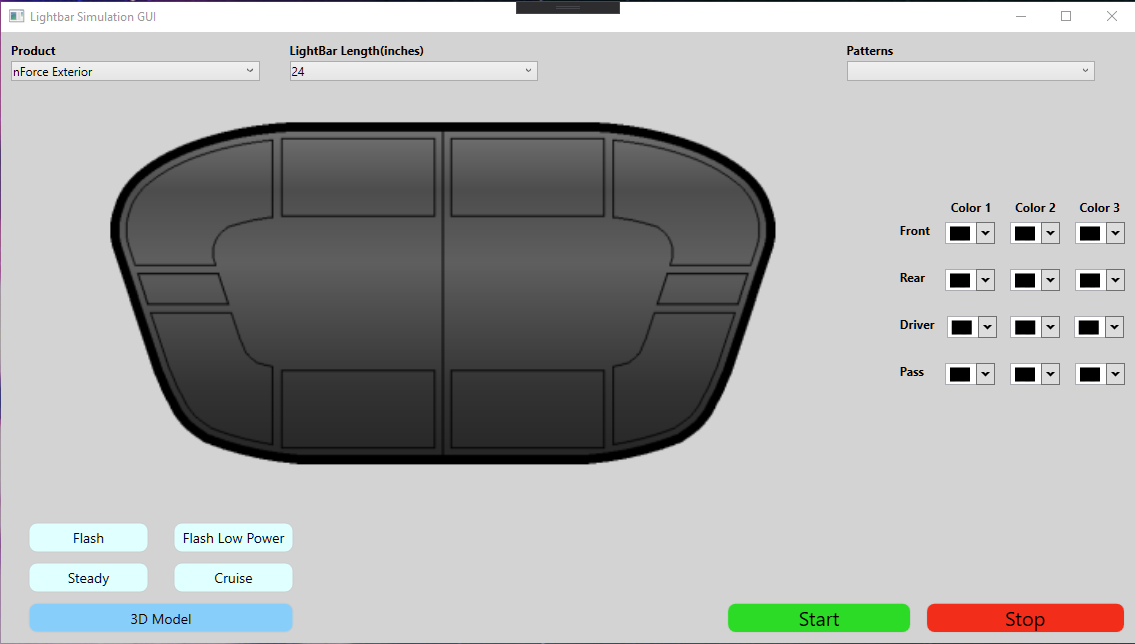 Lightbar Simulation GUI
Product
LightBar Length(inches)
Patterns
nForce Exterior
24
Color 1 Color 2 Color 3
Front
Rear
Driver
Pass
Flash
Flash Low Power
Steady
Cruise
3D Model
Start
Stop